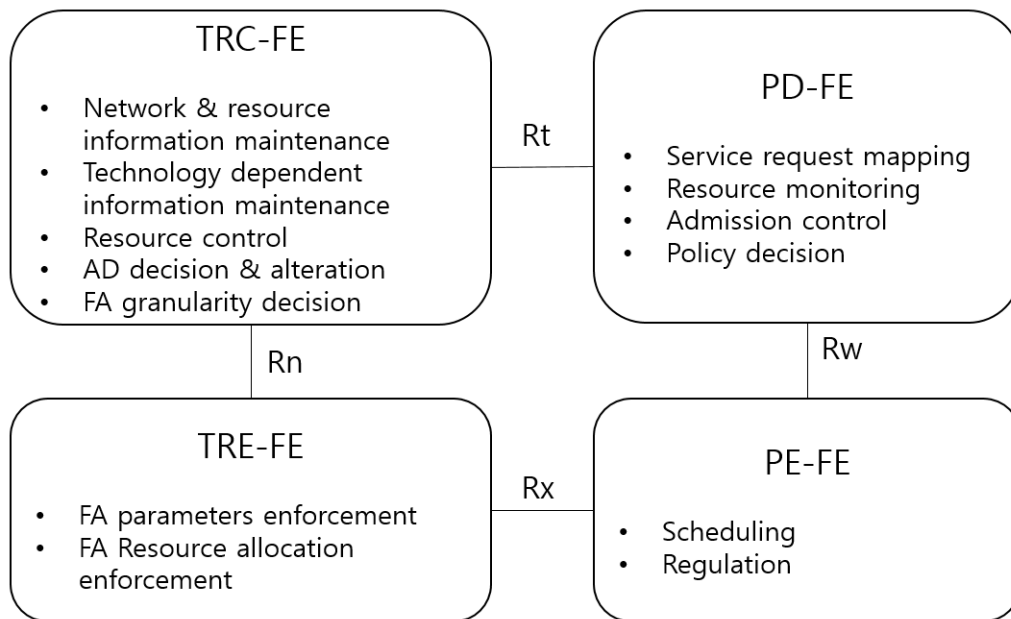 TRC-FE
• Network & resource
information maintenance
• Technology dependent
information maintenance
• Resource control
• AD decision & alteration
• FA granularity decision
Rt
PD-FE
• Service request mapping
• Resource monitoring
• Admission control
• Policy decision
Rn
Rw
TRE-FE
• FA parameters enforcement
• FA Resource allocation
enforcement
Rx
PE-FE
• Scheduling
• Regulation